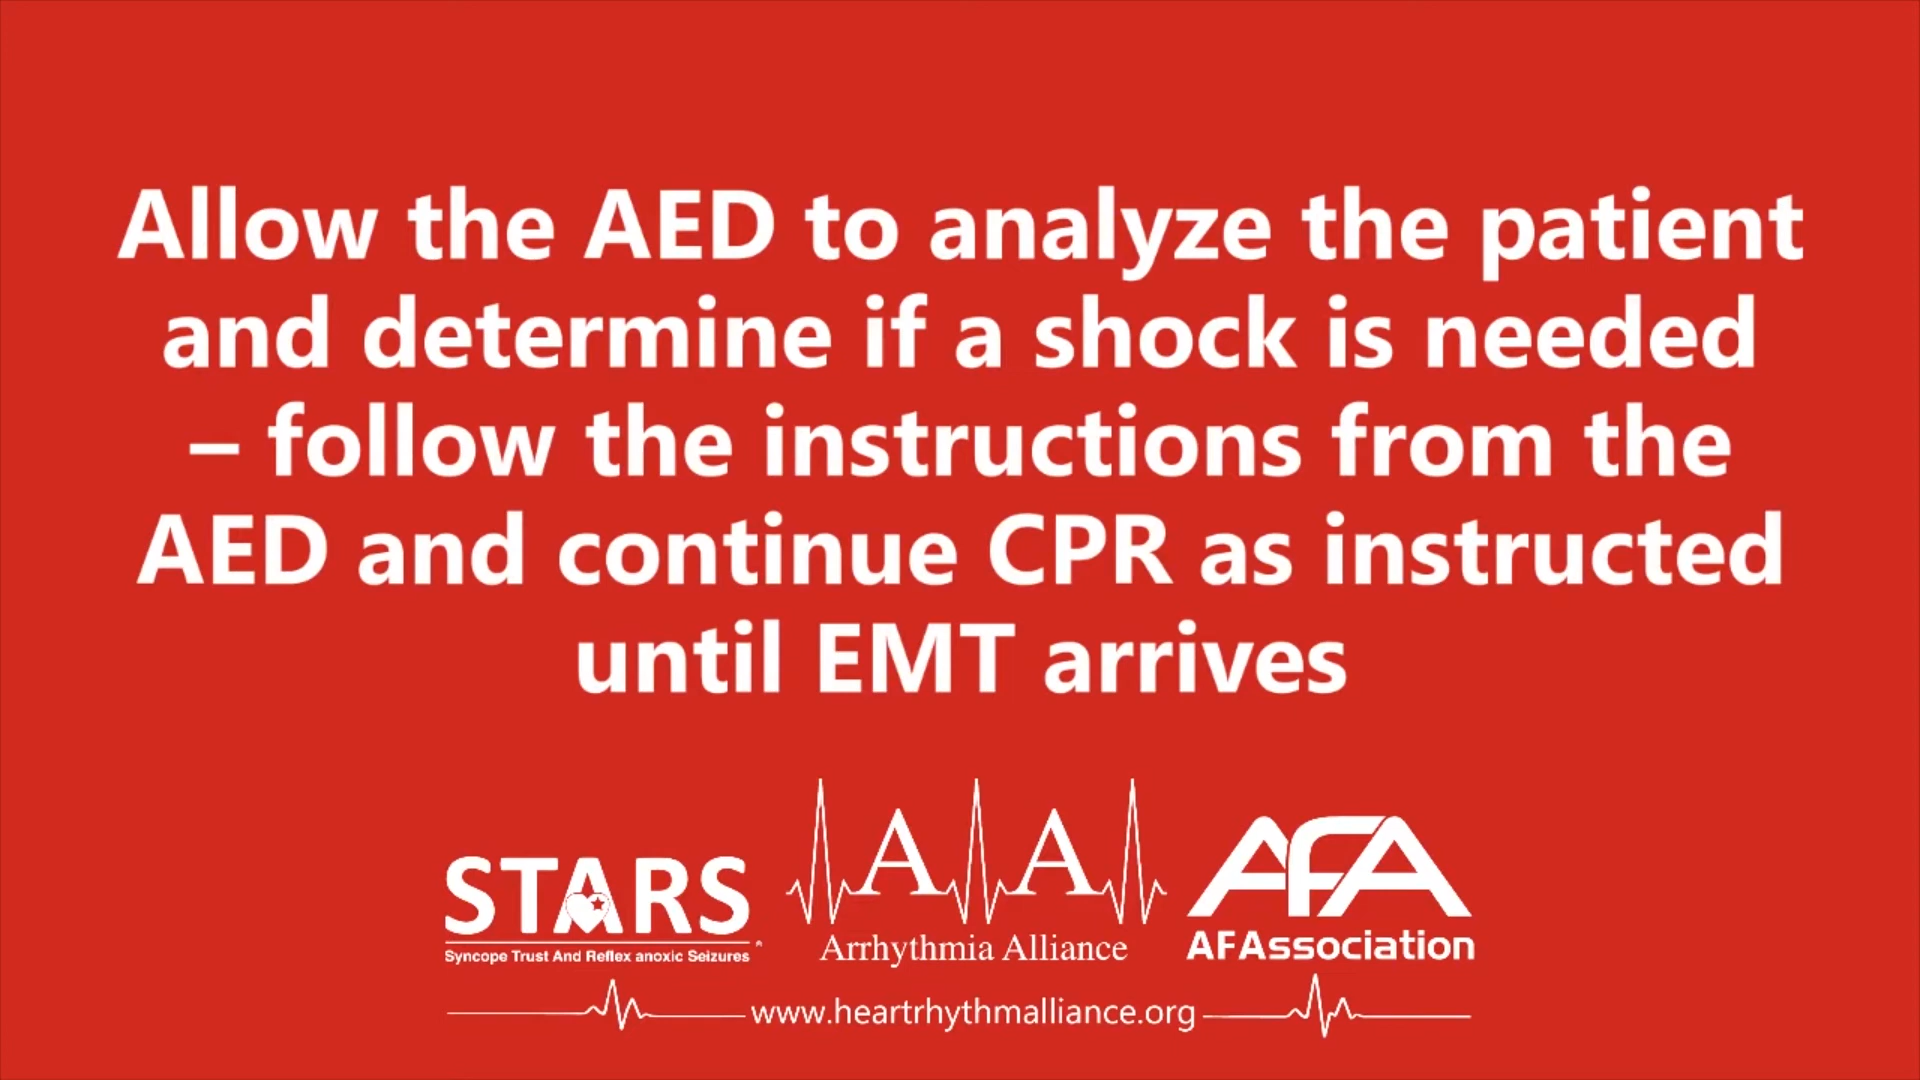 Allow the AED to analyze the patient
and determine if a shock is needed
– follow the instructions from the
AED and continue CPR as instructed
until EMT arrives
STARS
Syncope Trust And Reflex anoxic Seizures
A A
Arrhythmia Alliance
AFA
AFAssociation
www.heartrhythmalliance.org